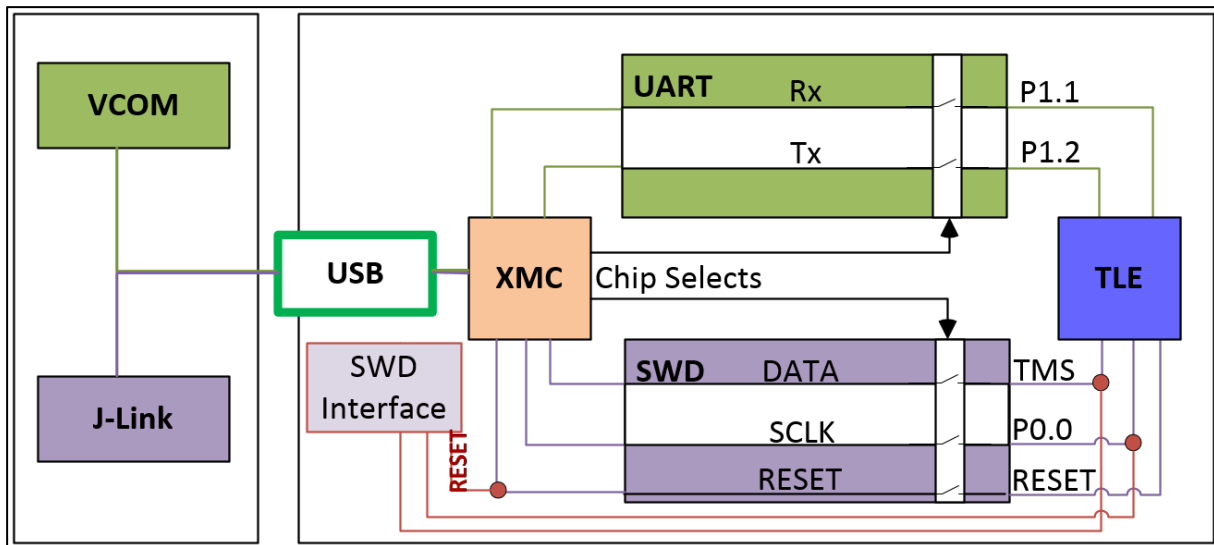 VCOM
J-Link
USB
XMC
Chip Selects
UART
Rx
P1.1
Tx
P1.2
TLE
SWD
Interface
RESET
SWD
DATA
TMS
SCLK
P0.0
RESET
RESET